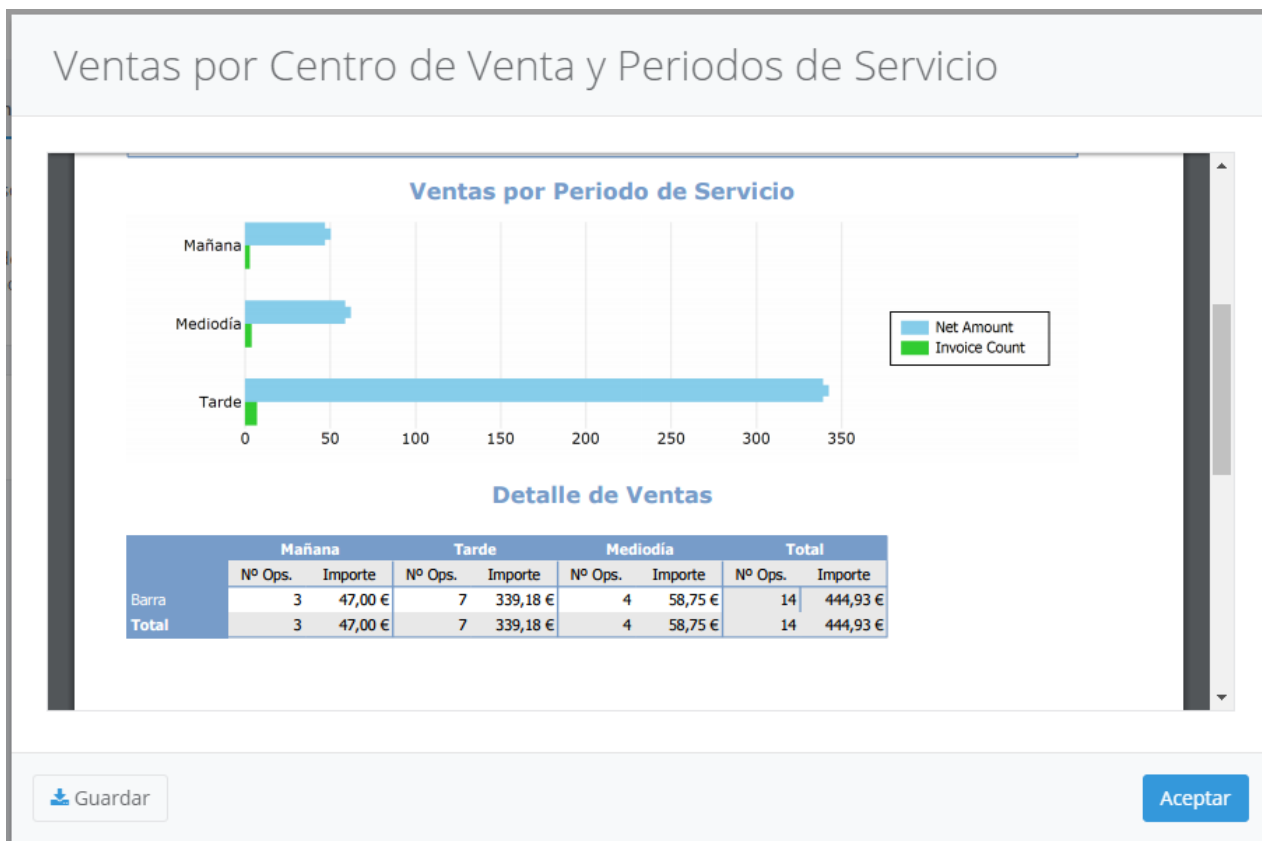 Ventas por Centro de Venta y Periodos de Servicio
Ventas por Periodo de Servicio
Mañana
Mediodía
Tarde
0 50 100 150 200 250 300 350
Net Amount
Invoice Count
Detalle de Ventas
Mañana Tarde Mediodía Total
Nº Ops. Importe Nº Ops. Importe Nº Ops. Importe Nº Ops. Importe
Barra 3 47,00 € 7 339,18 € 4 58,75 € 14 444,93 €
Total 3 47,00 € 7 339,18 € 4 58,75 € 14 444,93 €
Guardar
Aceptar